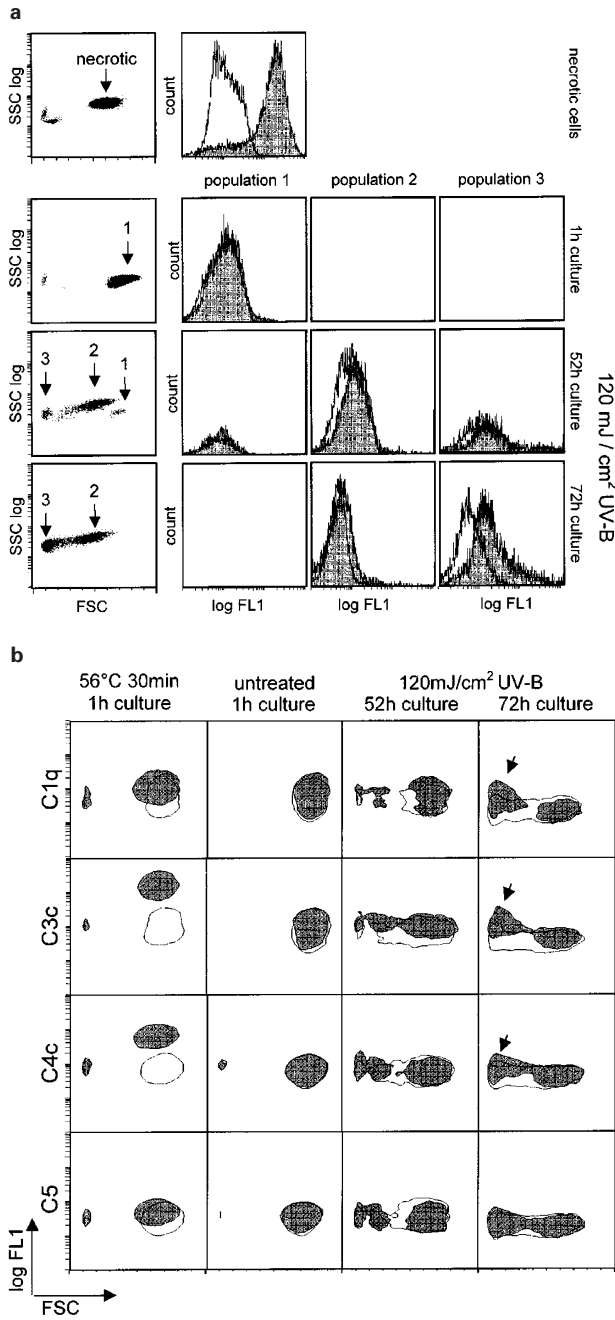 a
necrotic
SSC log
count
necrotic cells
population 1 population 2 population 3
1
SSC log
count
1h culture
3 2 1
SSC log
count
52h culture
3 2
SSC log
count
72h culture
120 mJ / cm² UV-B
FSC log FL1 log FL1 log FL1
b
56°C 30min untreated 120mJ/cm² UV-B
1h culture 1h culture 52h culture 72h culture
C1q
C3c
C4c
C5
log FL1
FSC